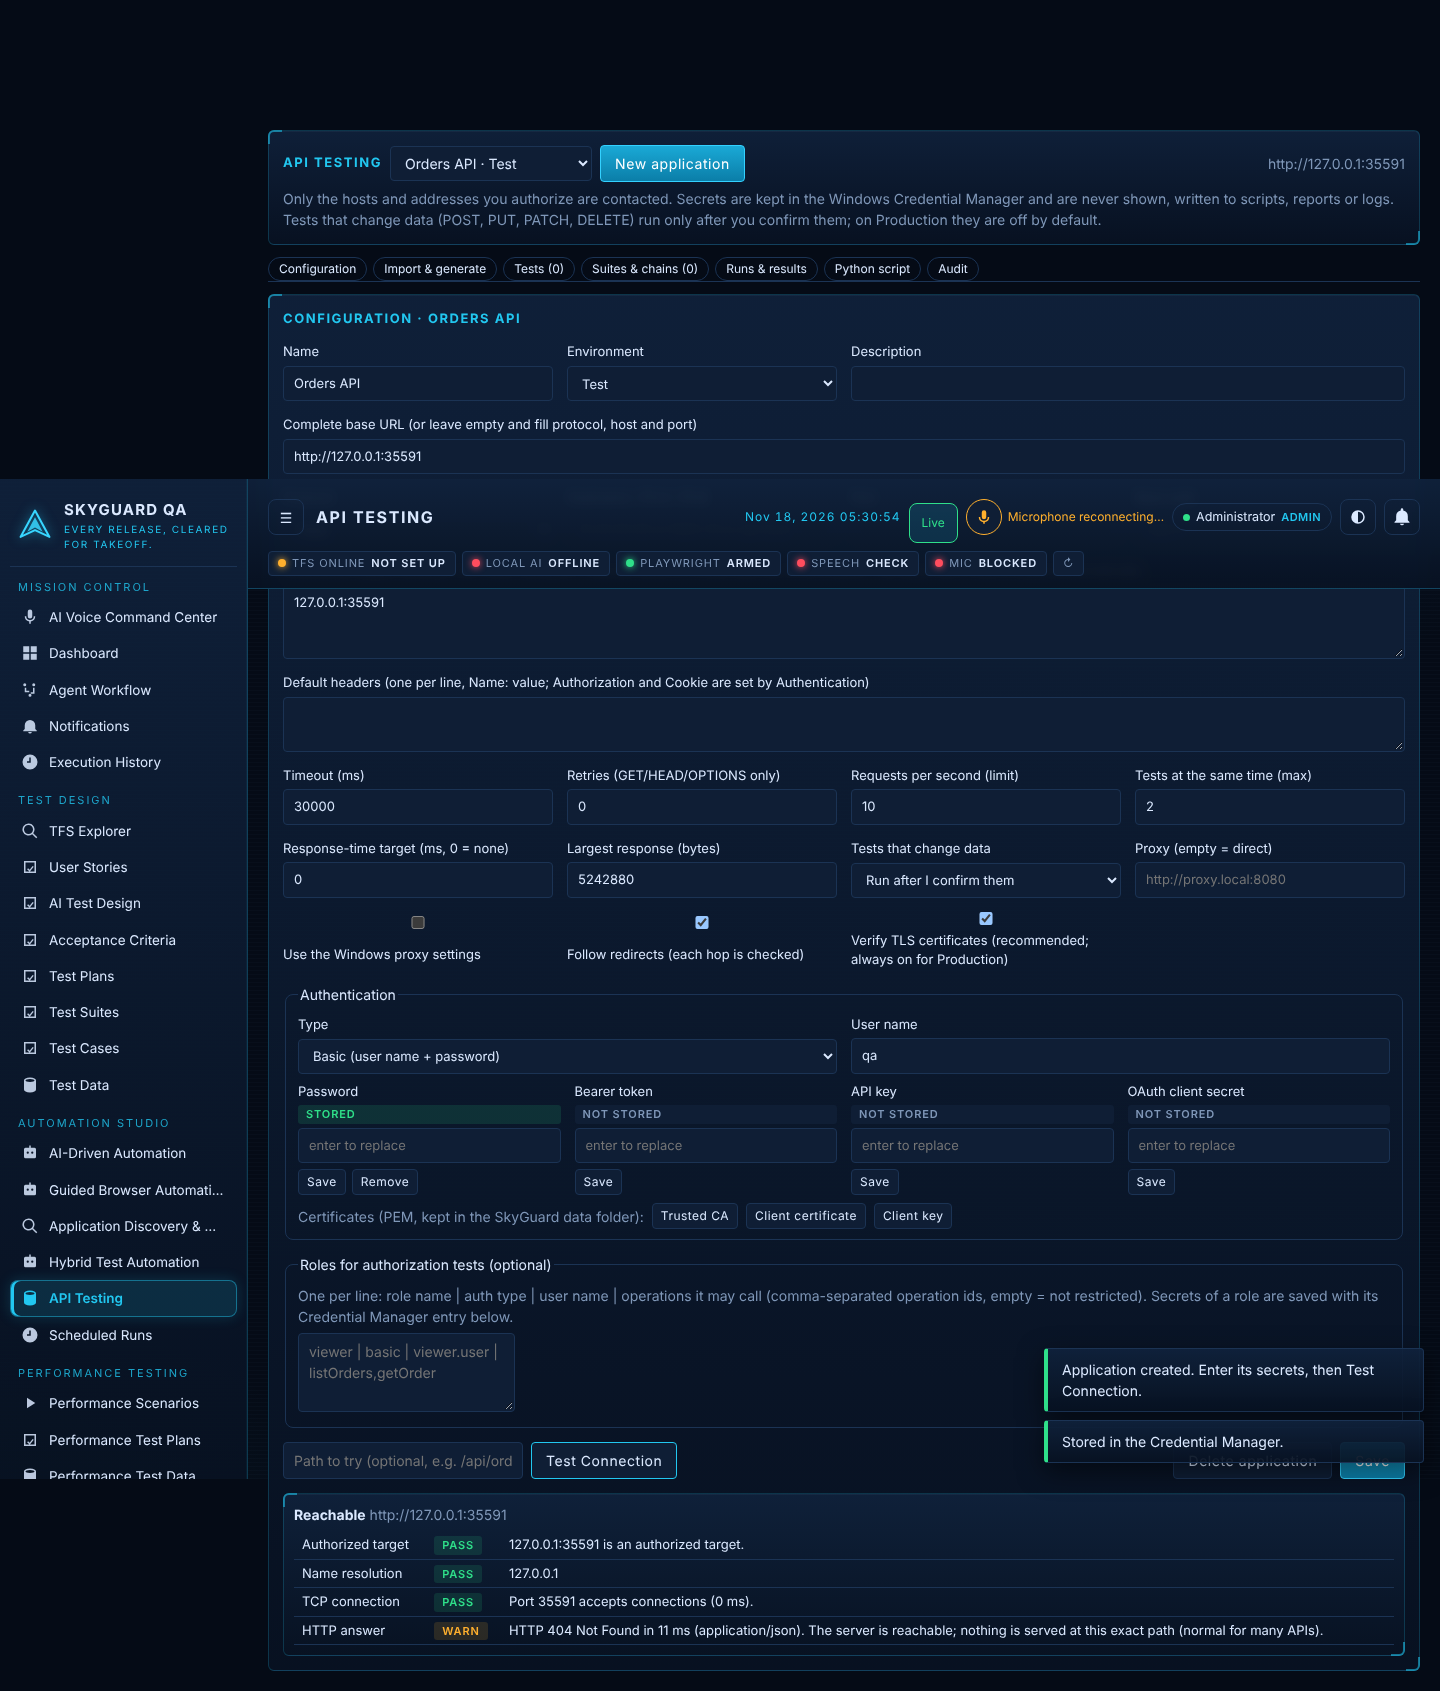 API TESTING
Orders API · Test
New application
http://127.0.0.1:35591
Only the hosts and addresses you authorize are contacted. Secrets are kept in the Windows Credential Manager and are never shown, written to scripts, reports or logs.
Tests that change data (POST, PUT, PATCH, DELETE) run only after you confirm them; on Production they are off by default.
Configuration
Import & generate
Tests (0)
Suites & chains (0)
Runs & results
Python script
Audit
CONFIGURATION · ORDERS API
Name
Environment
Description
Orders API
Test
Complete base URL (or leave empty and fill protocol, host and port)
http://127.0.0.1:35591
SKYGUARD QA
EVERY RELEASE, CLEARED
FOR TAKEOFF.
API TESTING
Nov 18, 2026 05:30:54
Live
Microphone reconnecting...
Administrator ADMIN
TFS ONLINE NOT SET UP
LOCAL AI OFFLINE
PLAYWRIGHT ARMED
SPEECH CHECK
MIC BLOCKED
MISSION CONTROL
AI Voice Command Center
Dashboard
Agent Workflow
Notifications
Execution History
TEST DESIGN
TFS Explorer
User Stories
AI Test Design
Acceptance Criteria
Test Plans
Test Suites
Test Cases
Test Data
AUTOMATION STUDIO
AI-Driven Automation
Guided Browser Automati...
Application Discovery & ...
Hybrid Test Automation
API Testing
Scheduled Runs
PERFORMANCE TESTING
Performance Scenarios
Performance Test Plans
Performance Test Data
127.0.0.1:35591
Default headers (one per line, Name: value; Authorization and Cookie are set by Authentication)
Timeout (ms)
Retries (GET/HEAD/OPTIONS only)
Requests per second (limit)
Tests at the same time (max)
30000
0
10
2
Response-time target (ms, 0 = none)
Largest response (bytes)
Tests that change data
Proxy (empty = direct)
0
5242880
Run after I confirm them
http://proxy.local:8080
Use the Windows proxy settings
Follow redirects (each hop is checked)
Verify TLS certificates (recommended;
always on for Production)
Authentication
Type
User name
Basic (user name + password)
qa
Password
Bearer token
API key
OAuth client secret
STORED
NOT STORED
NOT STORED
NOT STORED
enter to replace
enter to replace
enter to replace
enter to replace
Save
Remove
Save
Save
Save
Certificates (PEM, kept in the SkyGuard data folder):
Trusted CA
Client certificate
Client key
Roles for authorization tests (optional)
One per line: role name | auth type | user name | operations it may call (comma-separated operation ids, empty = not restricted). Secrets of a role are saved with its
Credential Manager entry below.
viewer | basic | viewer.user |
listOrders,getOrder
Application created. Enter its secrets, then Test
Connection.
Stored in the Credential Manager.
Path to try (optional, e.g. /api/ord
Test Connection
Delete application
Save
Reachable http://127.0.0.1:35591
Authorized target PASS 127.0.0.1:35591 is an authorized target.
Name resolution PASS 127.0.0.1
TCP connection PASS Port 35591 accepts connections (0 ms).
HTTP answer WARN HTTP 404 Not Found in 11 ms (application/json). The server is reachable; nothing is served at this exact path (normal for many APIs).